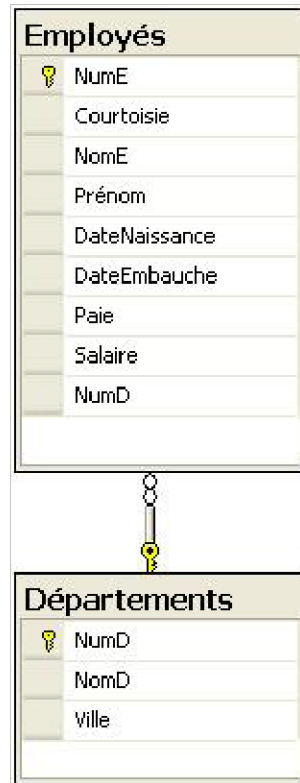 Employés
NumE
Courtoisie
NomE
Prénom
DateNaissance
DateEmbauche
Paie
Salaire
NumD
Départements
NumD
NomD
Ville